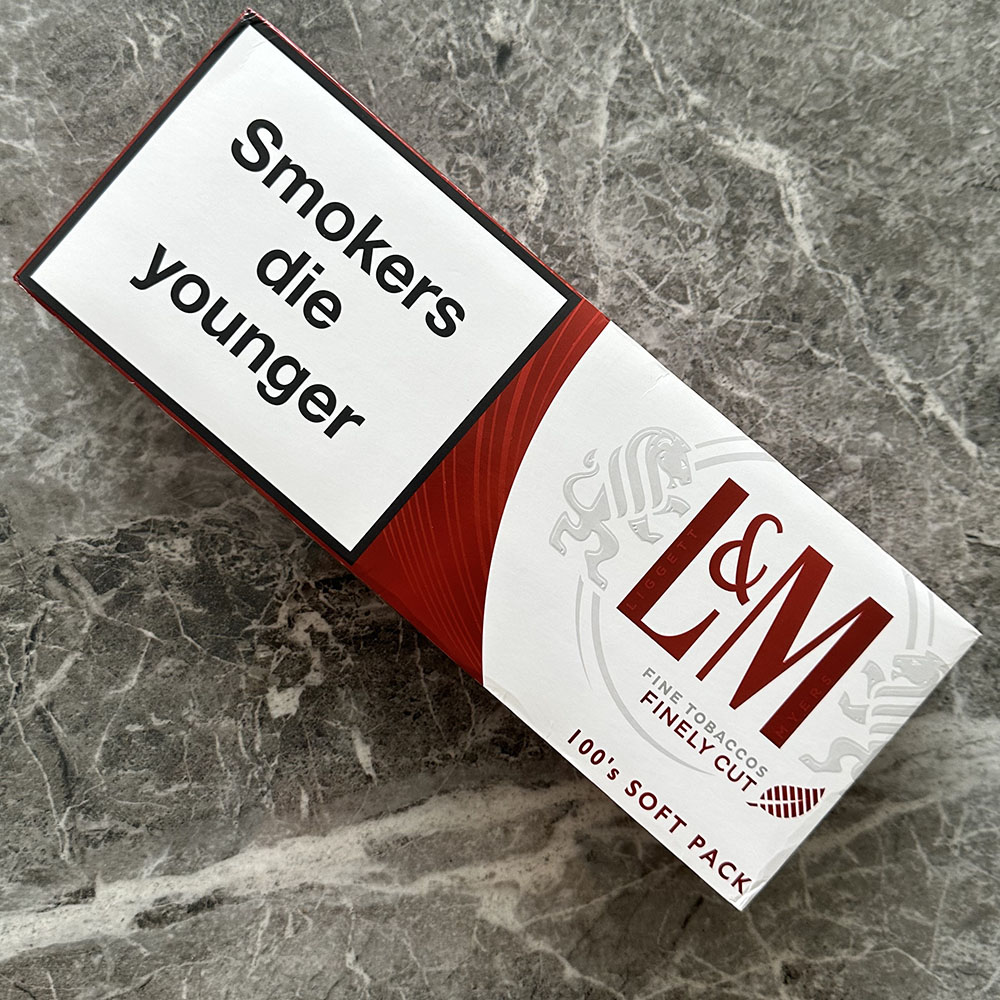 Smokers
die
younger
L&M
LIGGETT
MYERS
FINE TOBACCOS
FINELY CUT
100's SOFT PACK